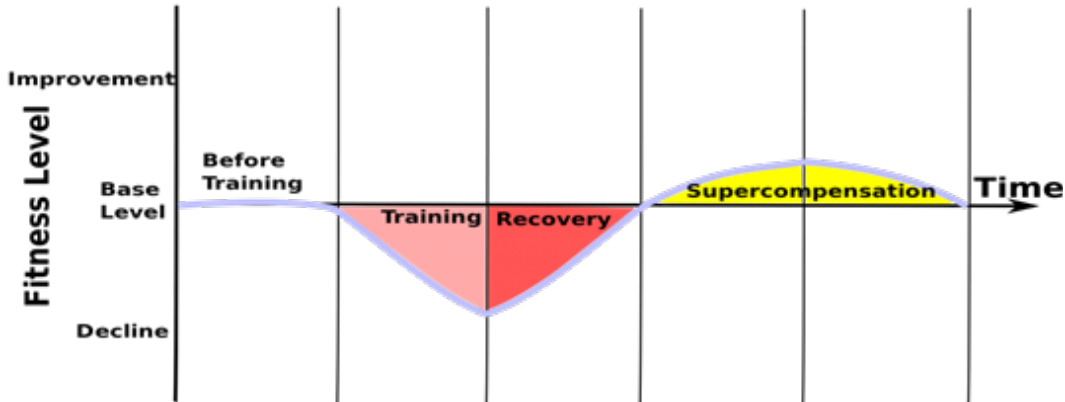 Improvement
Fitness Level
Before
Training
Base
Level
Training
Recovery
Supercompensation
Time
Decline